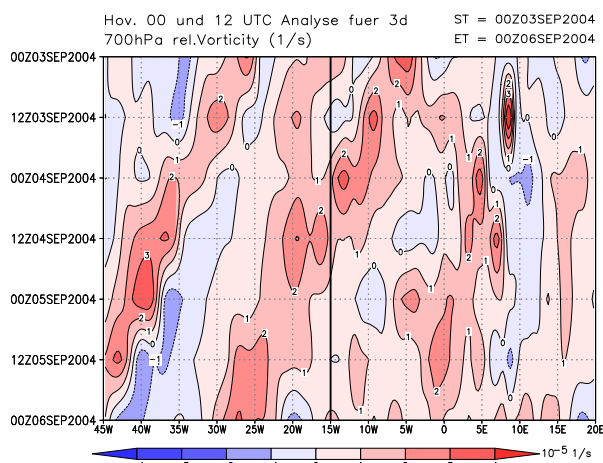 Hov. 00 und 12 UTC Analyse fuer 3d
ST = 00Z03SEP2004
700hPa rel.Vorticity (1/s)
ET = 00Z06SEP2004
00Z03SEP2004
12Z03SEP2004
00Z04SEP2004
12Z04SEP2004
00Z05SEP2004
12Z05SEP2004
00Z06SEP2004
45W 40W 35W 30W 25W 20W 15W 10W 5W 0 5E 10E 15E 20E
10⁻⁵ 1/s